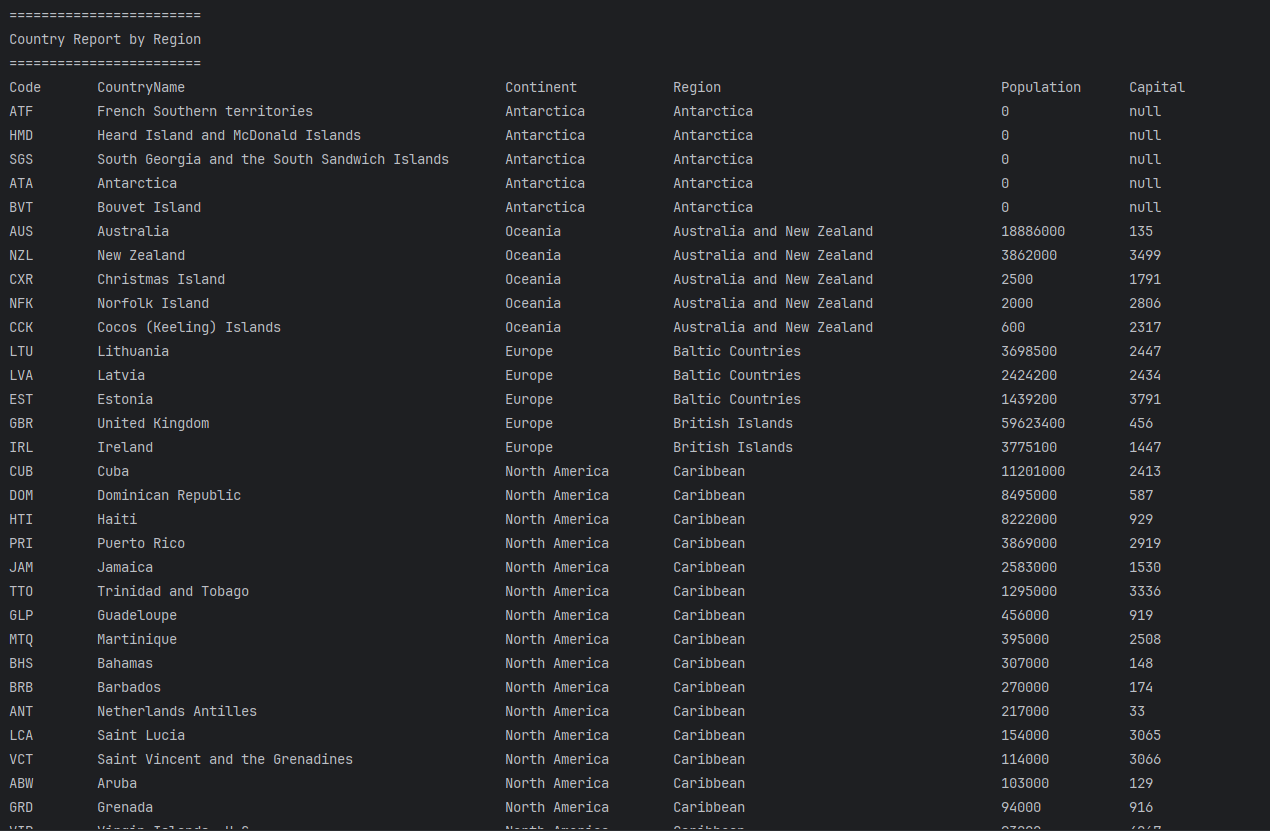 ========================
Country Report by Region
========================
Code CountryName Continent Region Population Capital
ATF French Southern territories Antarctica Antarctica 0 null
HMD Heard Island and McDonald Islands Antarctica Antarctica 0 null
SGS South Georgia and the South Sandwich Islands Antarctica Antarctica 0 null
ATA Antarctica Antarctica Antarctica 0 null
BVT Bouvet Island Antarctica Antarctica 0 null
AUS Australia Oceania Australia and New Zealand 18886000 135
NZL New Zealand Oceania Australia and New Zealand 3862000 3499
CXR Christmas Island Oceania Australia and New Zealand 2500 1791
NFK Norfolk Island Oceania Australia and New Zealand 2000 2806
CCK Cocos (Keeling) Islands Oceania Australia and New Zealand 600 2317
LTU Lithuania Europe Baltic Countries 3698500 2447
LVA Latvia Europe Baltic Countries 2424200 2434
EST Estonia Europe Baltic Countries 1439200 3791
GBR United Kingdom Europe British Islands 59623400 456
IRL Ireland Europe British Islands 3775100 1447
CUB Cuba North America Caribbean 11201000 2413
DOM Dominican Republic North America Caribbean 8495000 587
HTI Haiti North America Caribbean 8222000 929
PRI Puerto Rico North America Caribbean 3869000 2919
JAM Jamaica North America Caribbean 2583000 1530
TTO Trinidad and Tobago North America Caribbean 1295000 3336
GLP Guadeloupe North America Caribbean 456000 919
MTQ Martinique North America Caribbean 395000 2508
BHS Bahamas North America Caribbean 307000 148
BRB Barbados North America Caribbean 270000 174
ANT Netherlands Antilles North America Caribbean 217000 33
LCA Saint Lucia North America Caribbean 154000 3065
VCT Saint Vincent and the Grenadines North America Caribbean 114000 3066
ABW Aruba North America Caribbean 103000 129
GRD Grenada North America Caribbean 94000 916